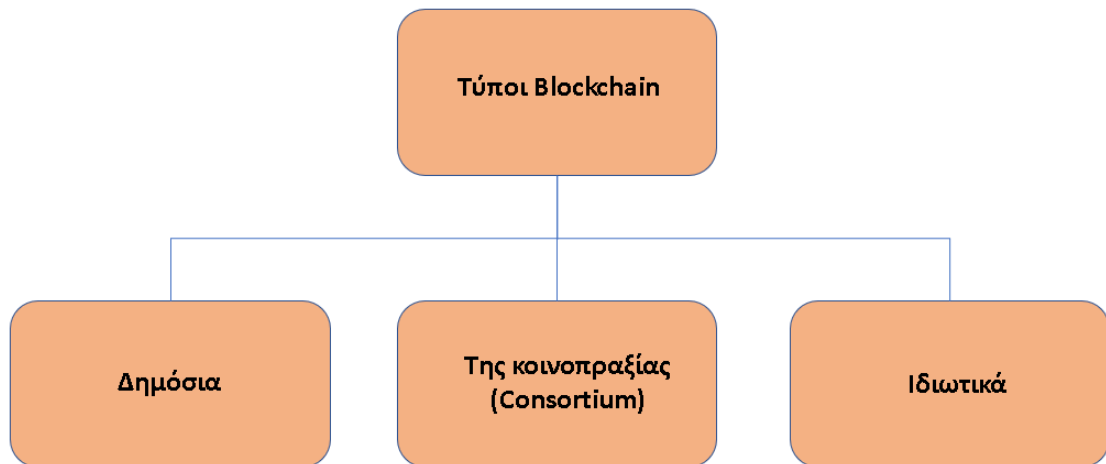 Τύποι Blockchain
Δημόσια
Της κοινοπραξίας
(Consortium)
Ιδιωτικά